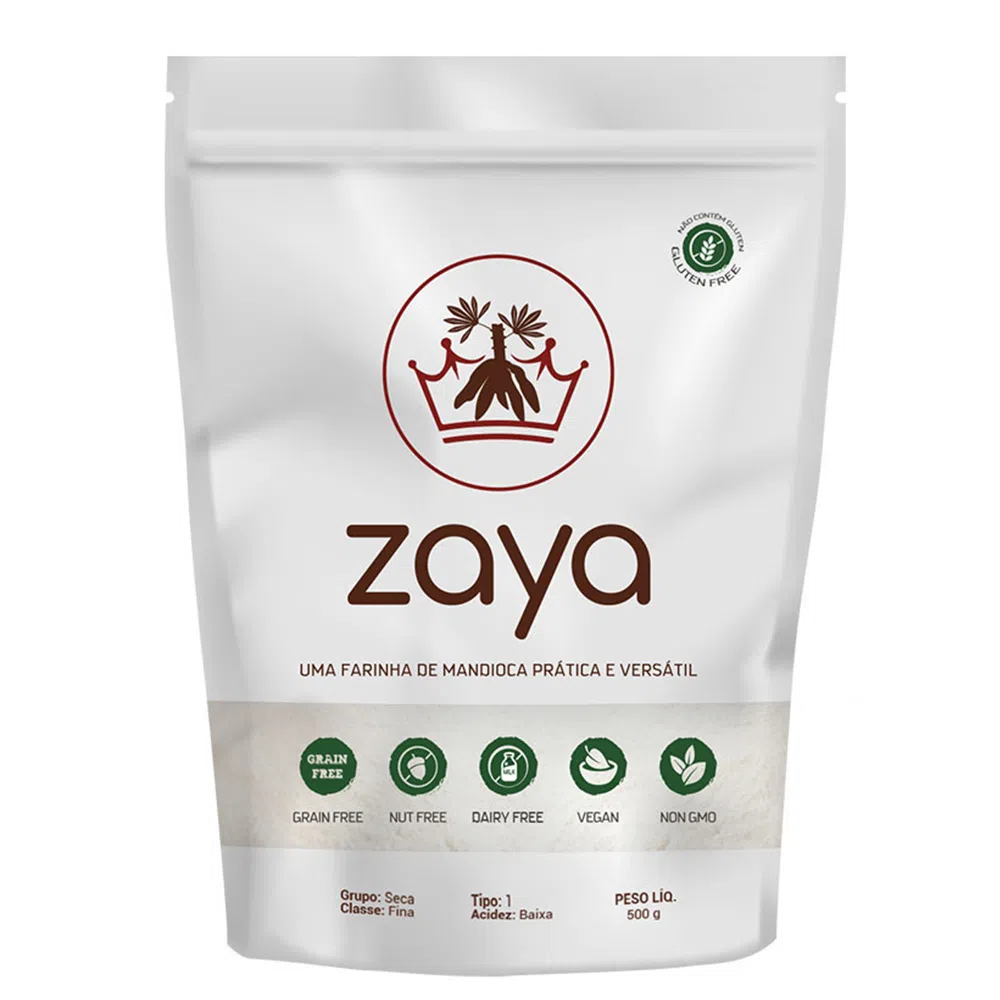 NÃO CONTÉM GLUTEN
GLUTEN FREE
zaya
UMA FARINHA DE MANDIOCA PRÁTICA E VERSÁTIL
GRAIN
FREE
MILK
GRAIN FREE NUT FREE DAIRY FREE VEGAN NON GMO
Grupo: Seca Tipo: 1 PESO LÍQ.
Classe: Fina Acidez: Baixa 500 g